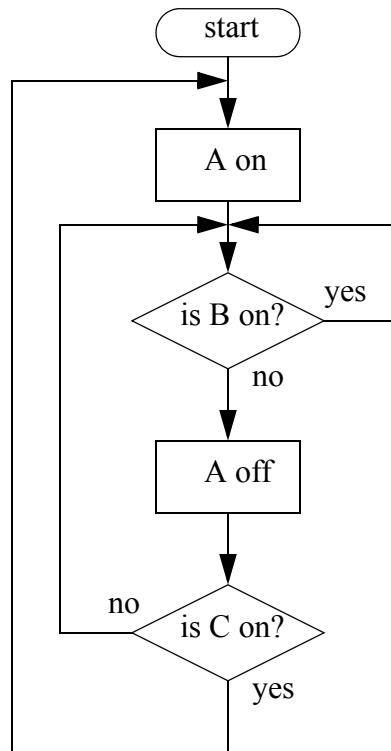 start
A on
is B on?
yes
no
A off
no
is C on?
yes